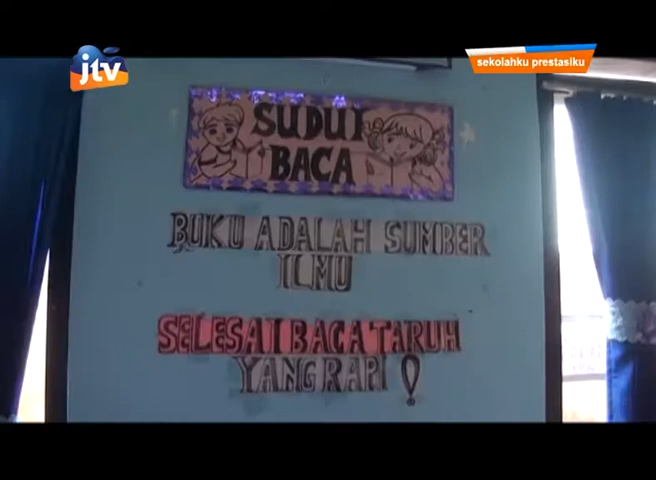 jtv
sekolahku prestasiku
SUDUT
BACA
BUKU ADALAH SUMBER
ILMU
SELESAI BACA TARUH
YANG RAPI !